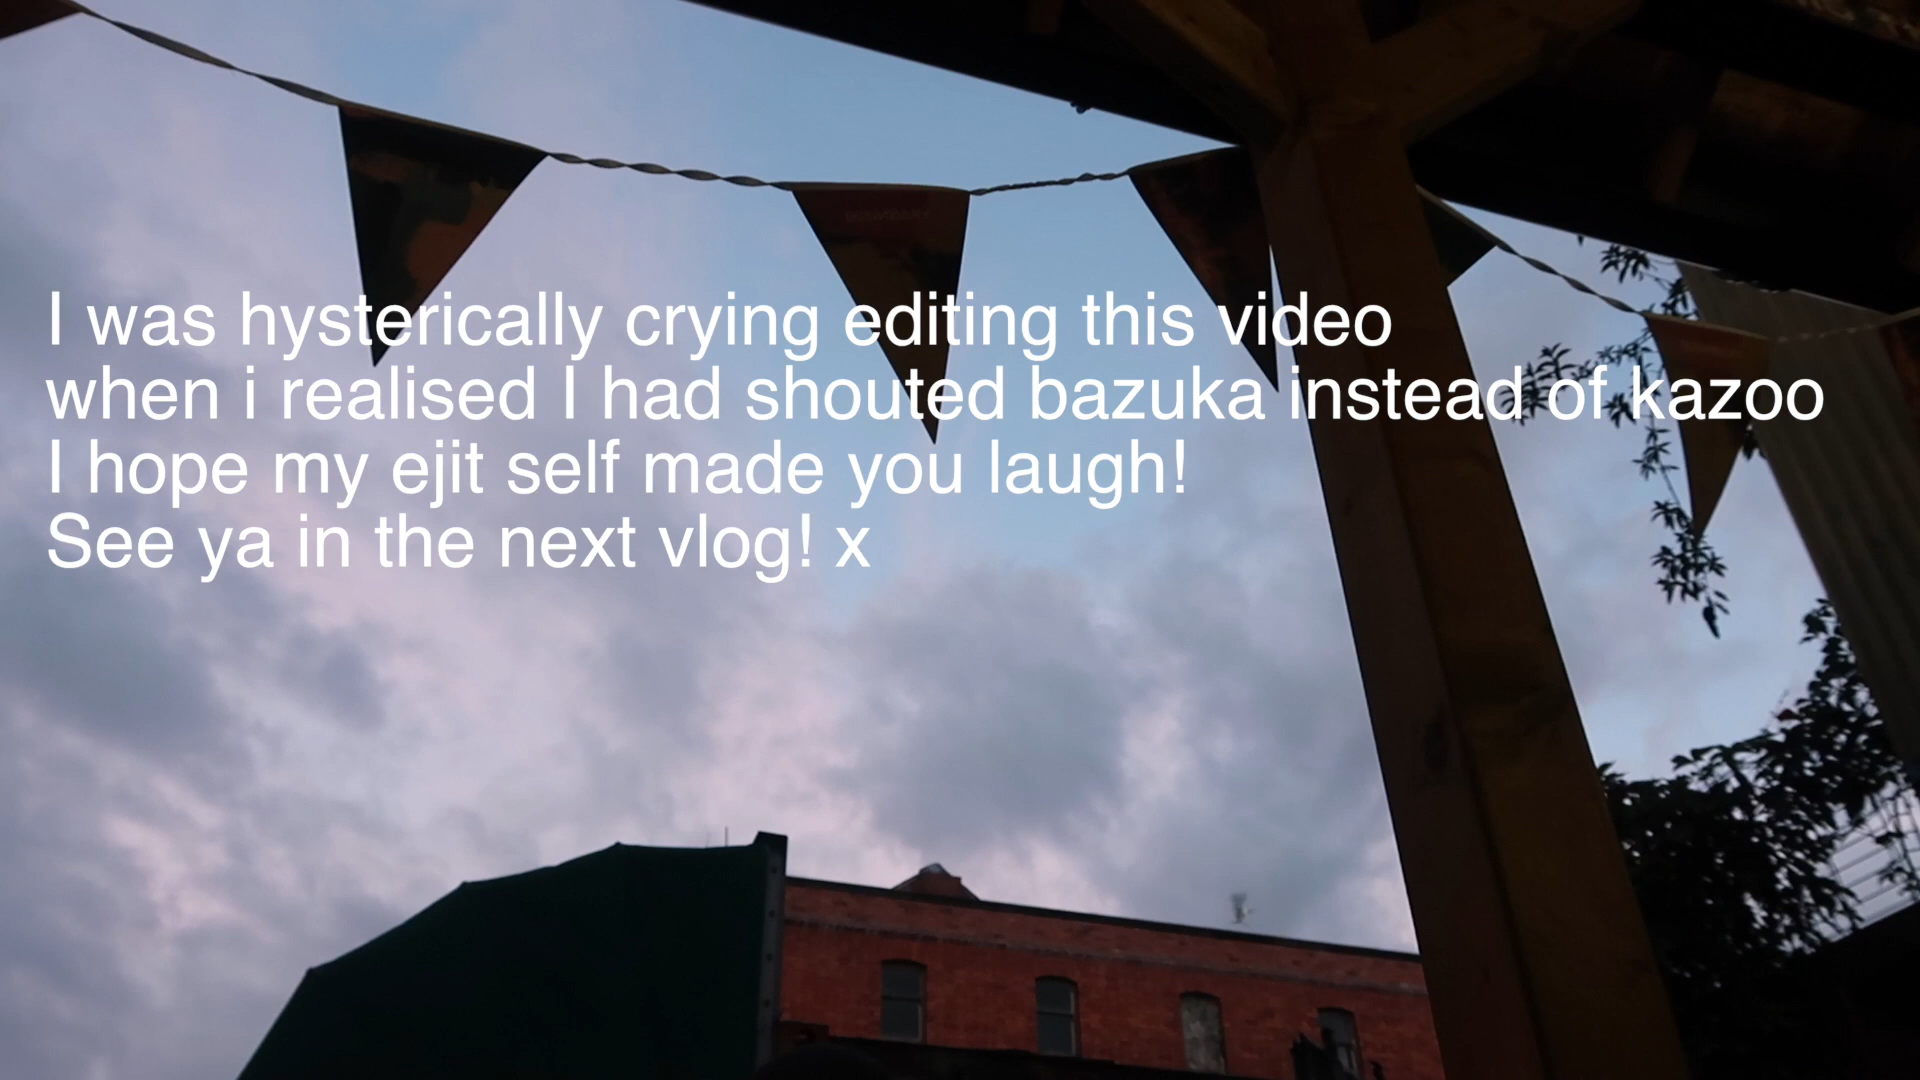 I was hysterically crying editing this video
when i realised I had shouted bazuka instead of kazoo
I hope my ejit self made you laugh!
See ya in the next vlog! x